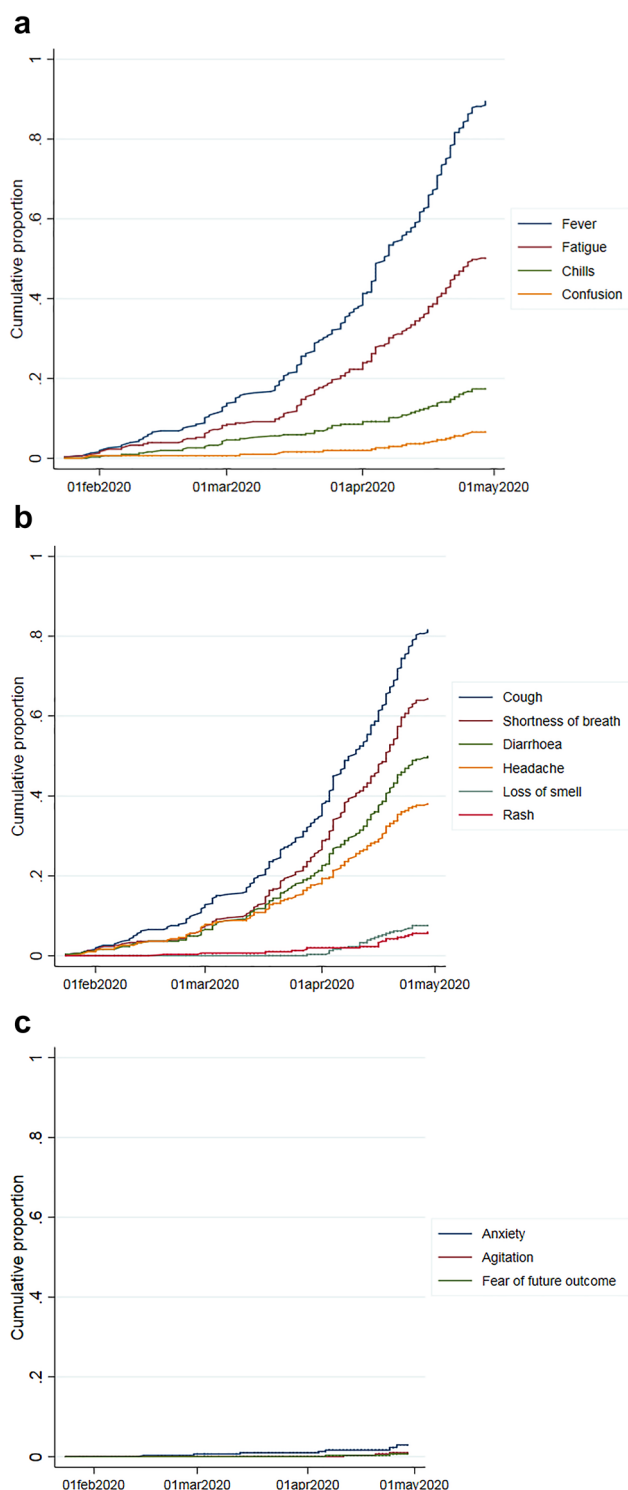 a
1
.8
.6
.4
.2
0
Cumulative proportion
01feb2020 01mar2020 01apr2020 01may2020
Fever
Fatigue
Chills
Confusion
b
1
.8
.6
.4
.2
0
Cumulative proportion
01feb2020 01mar2020 01apr2020 01may2020
Cough
Shortness of breath
Diarrhoea
Headache
Loss of smell
Rash
c
1
.8
.6
.4
.2
0
Cumulative proportion
01feb2020 01mar2020 01apr2020 01may2020
Anxiety
Agitation
Fear of future outcome